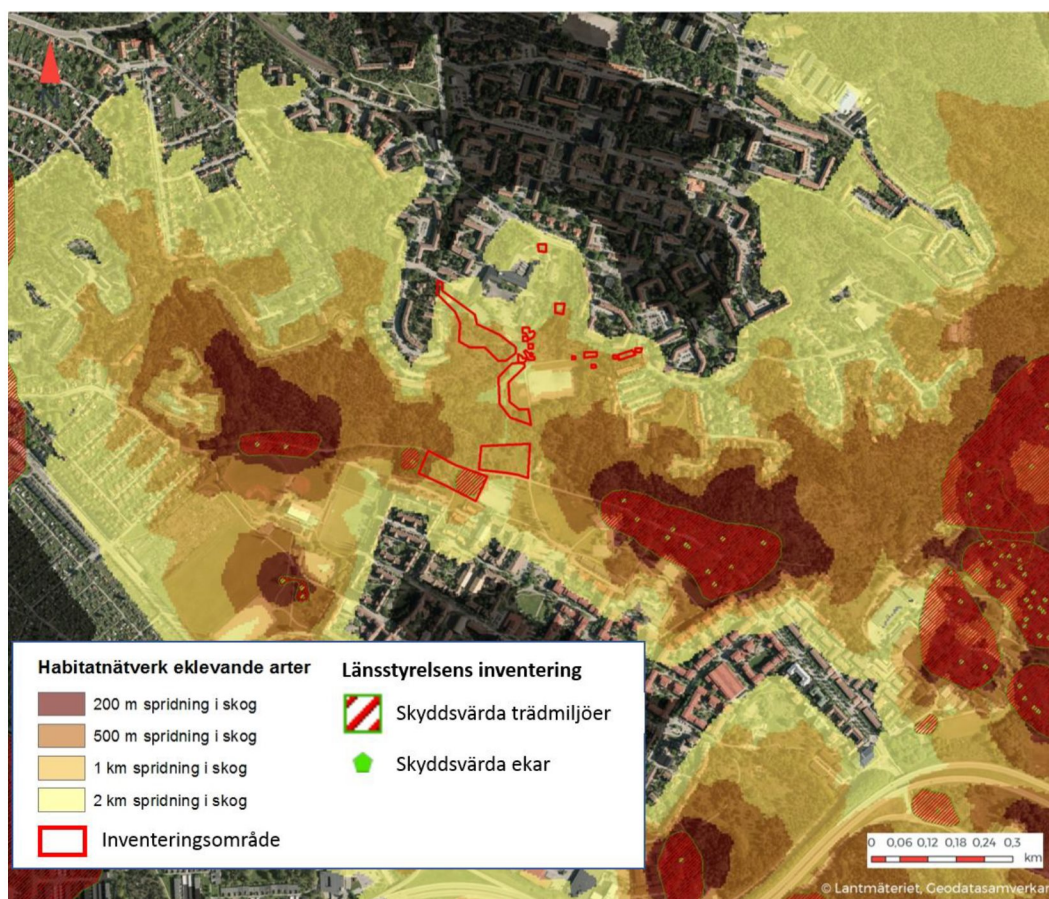 N
Habitatnätverk eklevande arter
200 m spridning i skog
500 m spridning i skog
1 km spridning i skog
2 km spridning i skog
Inventeringsområde
Länsstyrelsens inventering
Skyddsvärda trädmiljöer
Skyddsvärda ekar
0 0,06 0,12 0,18 0,24 0,3
km
© Lantmäteriet, Geodatasamverkan